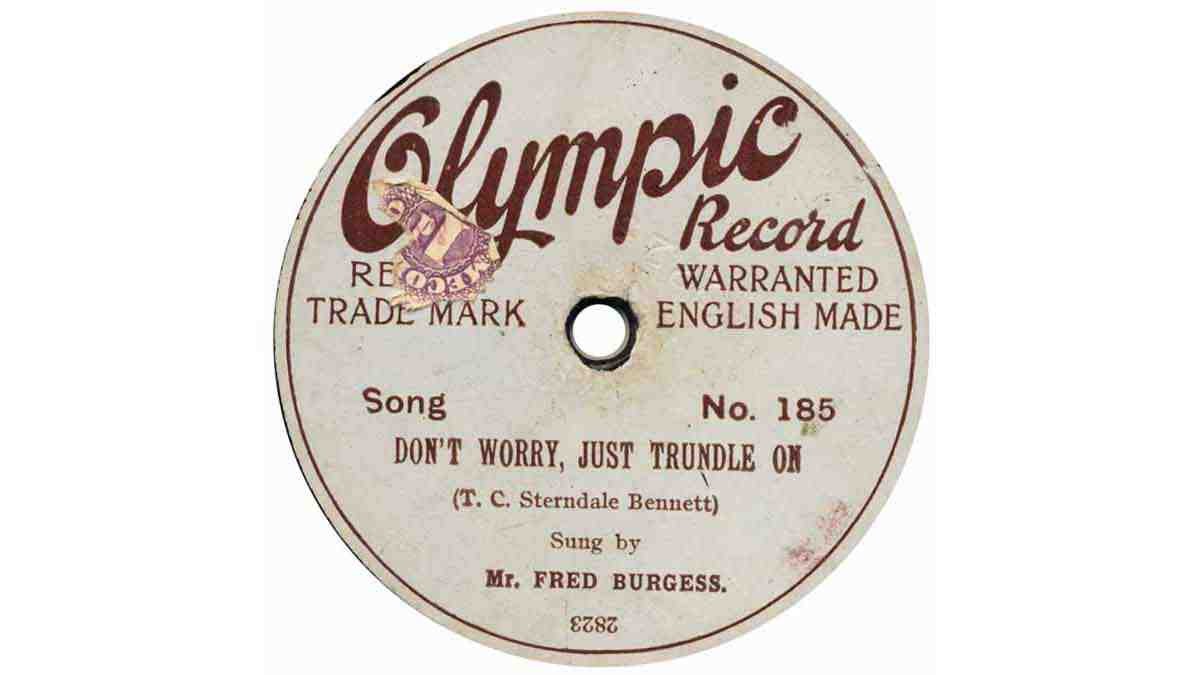 Olympic
Record
RE
TRADE MARK
WARRANTED
ENGLISH MADE
Song No. 185
DON'T WORRY, JUST TRUNDLE ON
(T. C. Sterndale Bennett)
Sung by
Mr. FRED BURGESS.
2823